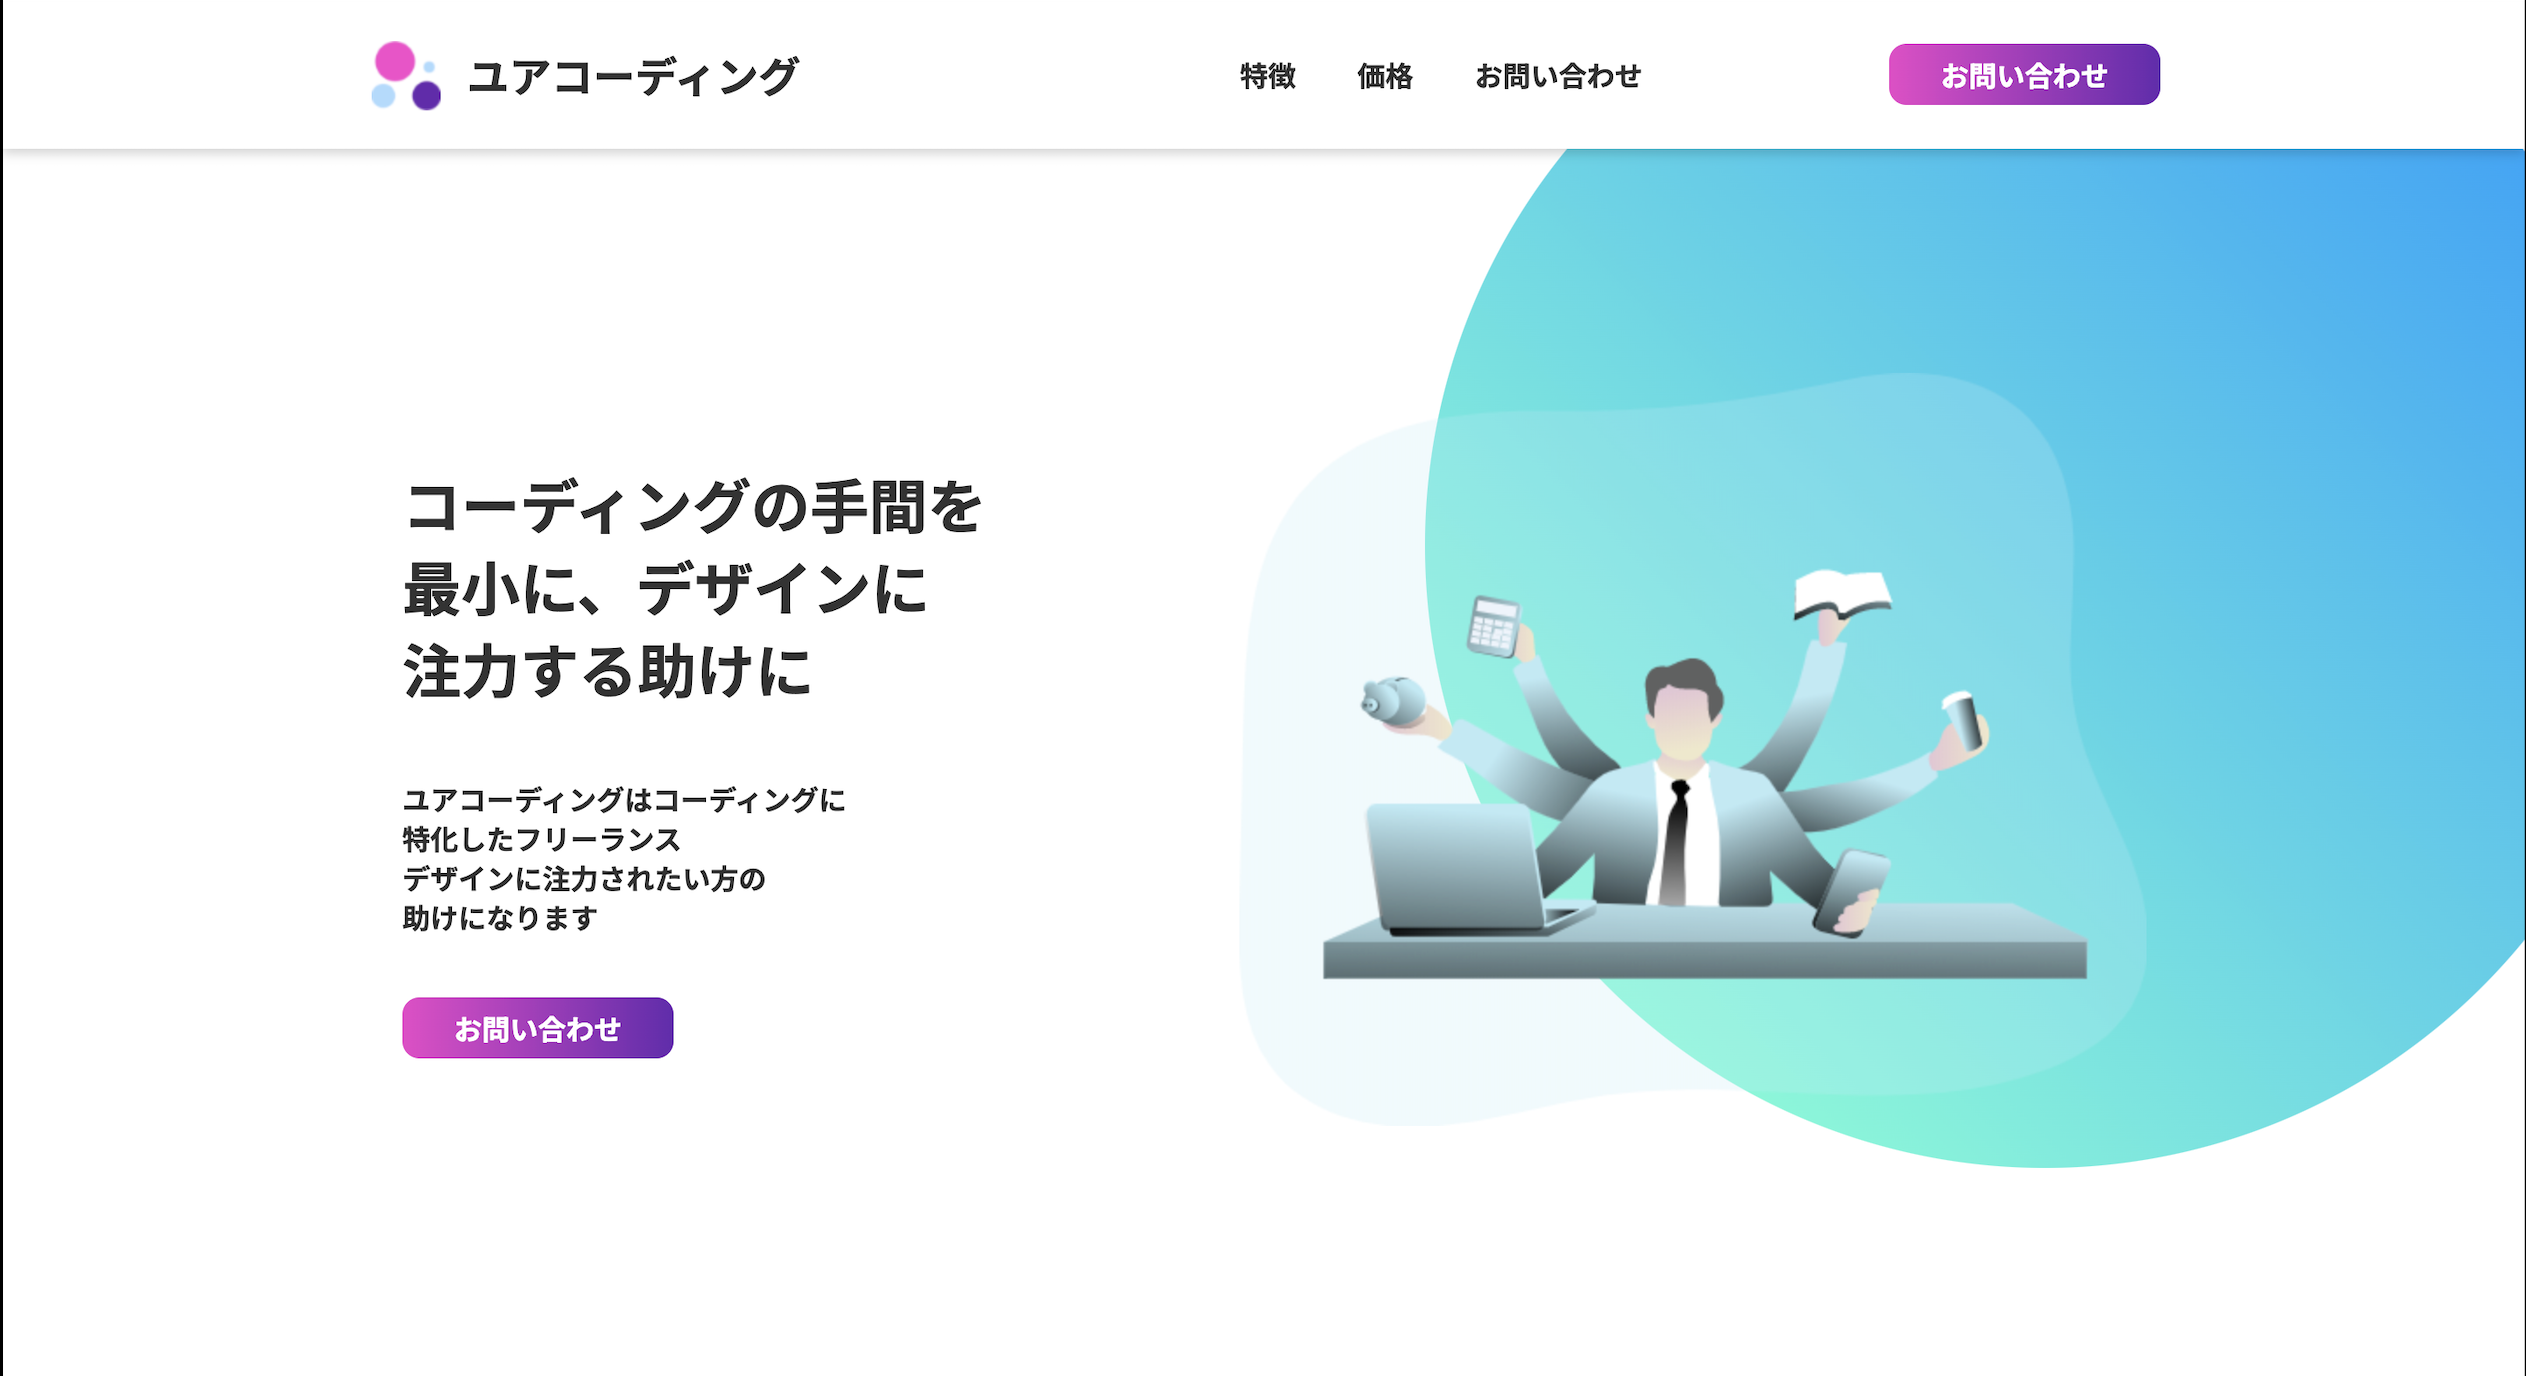 ユアコーディング
特徴
価格
お問い合わせ
お問い合わせ
コーディングの手間を
最小に、デザインに
注力する助けに
ユアコーディングはコーディングに
特化したフリーランス
デザインに注力されたい方の
助けになります
お問い合わせ